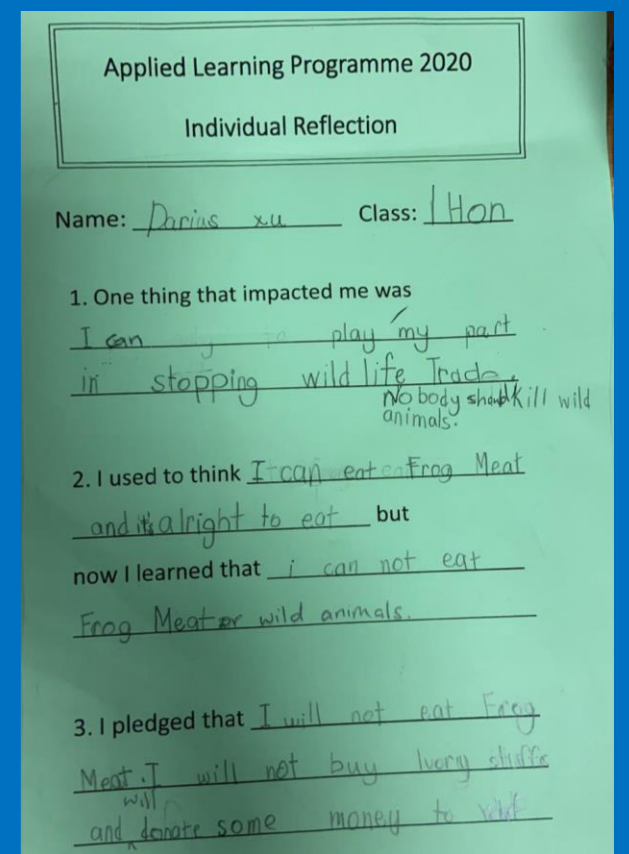 Applied Learning Programme 2020
Individual Reflection
Name: Darius xu Class: 1 Hon
1. One thing that impacted me was
I can play my part
in stopping wild life Trade.
No body should kill wild
animals.
2. I used to think I can eat Frog Meat
and it's alright to eat but
now I learned that i can not eat
Frog Meat or wild animals.
3. I pledged that I will not eat Frog
Meat. I will not buy Ivory stuffs
and will donate some money to